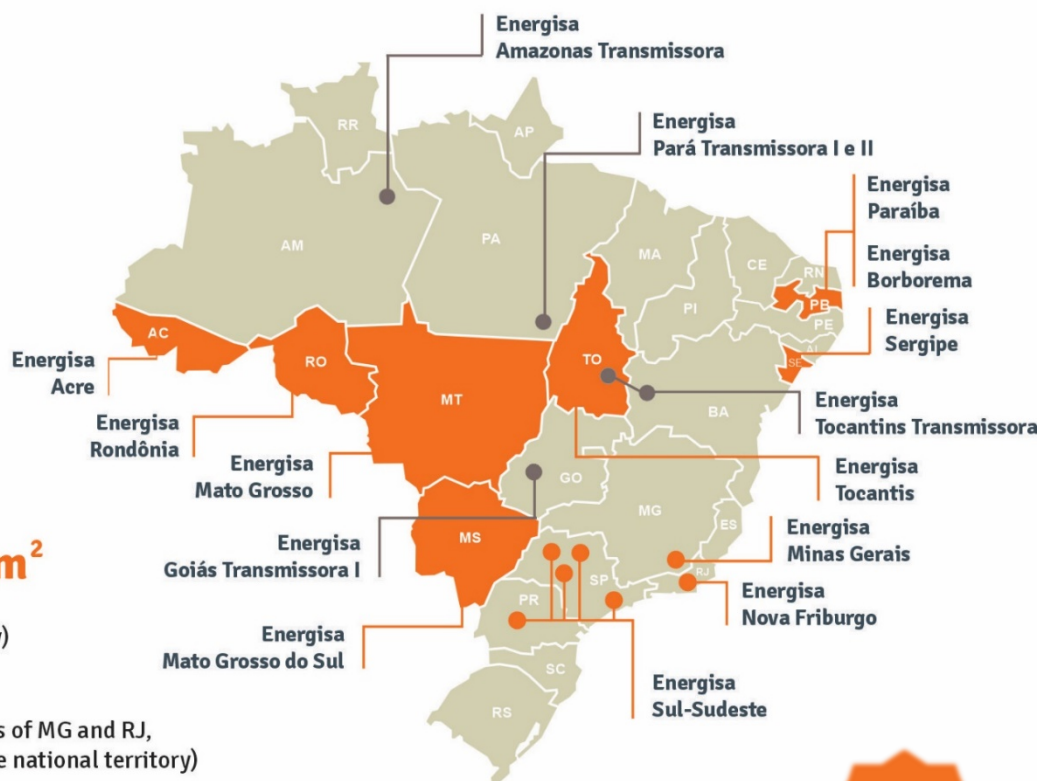 Energisa
Amazonas Transmissora
RR
AP
Energisa
Pará Transmissora I e II
Energisa
Paraíba
AM
PA
MA
CE
RN
Energisa
Borborema
PB
PI
PE
Energisa
Sergipe
AC
AL
SE
Energisa
Acre
RO
TO
MT
BA
Energisa
Tocantins Transmissora
Energisa
Rondônia
Energisa
Mato Grosso
GO
Energisa
Tocantis
MG
ES
Energisa
Minas Gerais
MS
Energisa
Goiás Transmissora I
m²
RJ
SP
Energisa
Nova Friburgo
PR
Energisa
Mato Grosso do Sul
SC
Energisa
Sul-Sudeste
RS
s of MG and RJ,
e national territory)